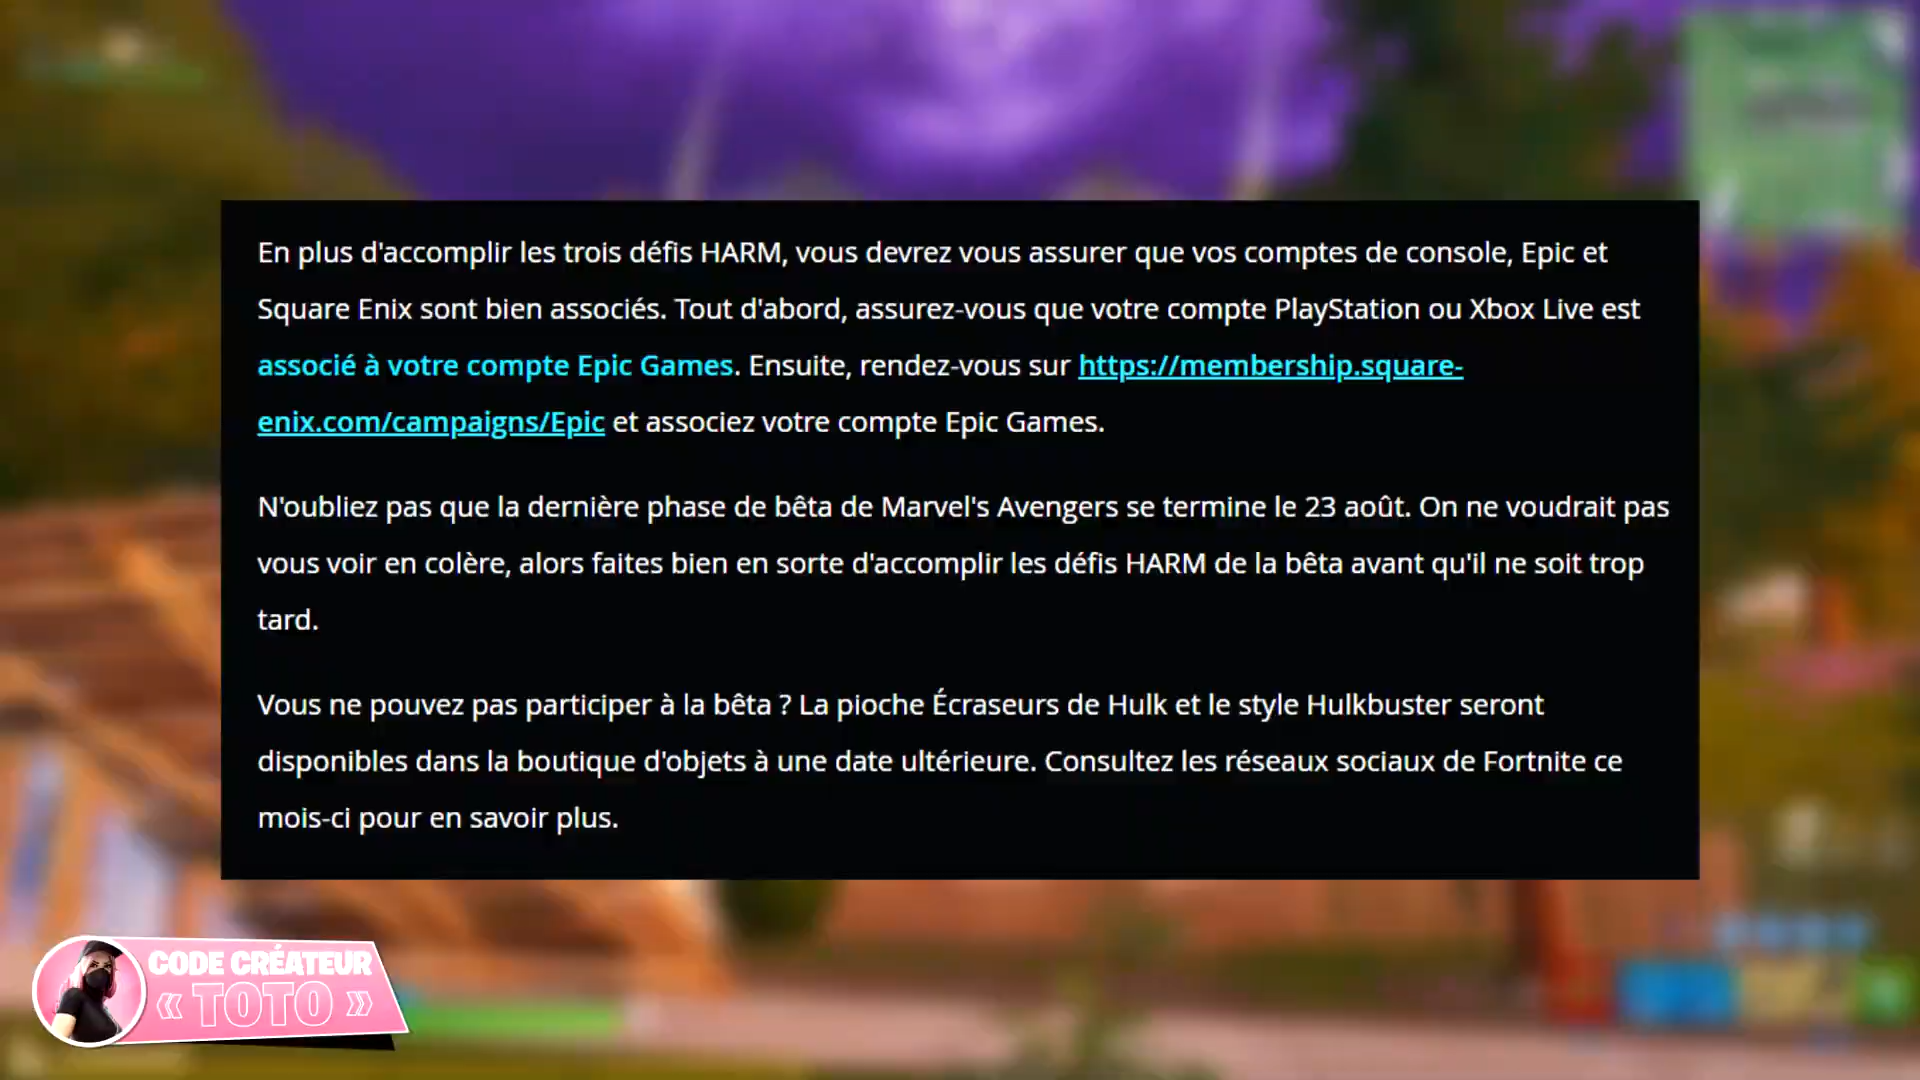 En plus d'accomplir les trois défis HARM, vous devrez vous assurer que vos comptes de console, Epic et
Square Enix sont bien associés. Tout d'abord, assurez-vous que votre compte PlayStation ou Xbox Live est
associé à votre compte Epic Games. Ensuite, rendez-vous sur https://membership.square-
enix.com/campaigns/Epic et associez votre compte Epic Games.
N'oubliez pas que la dernière phase de bêta de Marvel's Avengers se termine le 23 août. On ne voudrait pas
vous voir en colère, alors faites bien en sorte d'accomplir les défis HARM de la bêta avant qu'il ne soit trop
tard.
Vous ne pouvez pas participer à la bêta ? La pioche Écraseurs de Hulk et le style Hulkbuster seront
disponibles dans la boutique d'objets à une date ultérieure. Consultez les réseaux sociaux de Fortnite ce
mois-ci pour en savoir plus.
CODE CRÉATEUR
« TOTO »